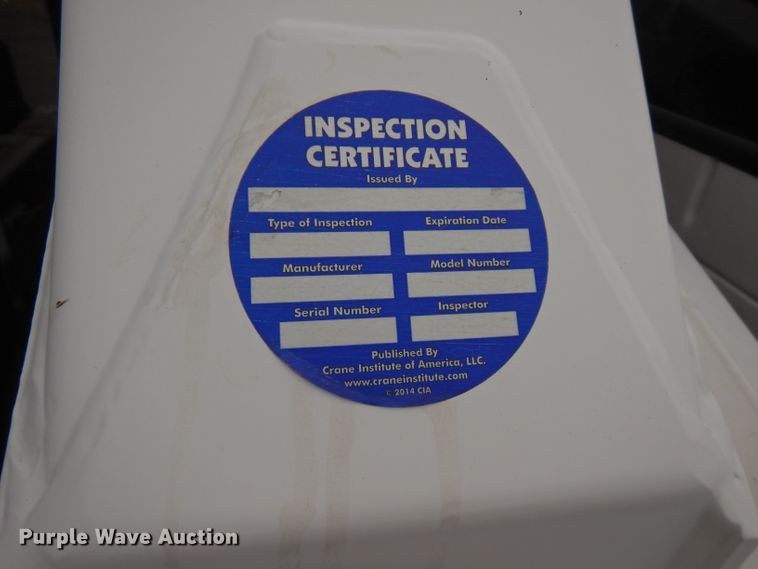 INSPECTION
CERTIFICATE
Issued By
Type of Inspection Expiration Date
Manufacturer Model Number
Serial Number Inspector
Published By
Crane Institute of America, LLC.
www.craneinstitute.com
© 2014 CIA
Purple Wave Auction